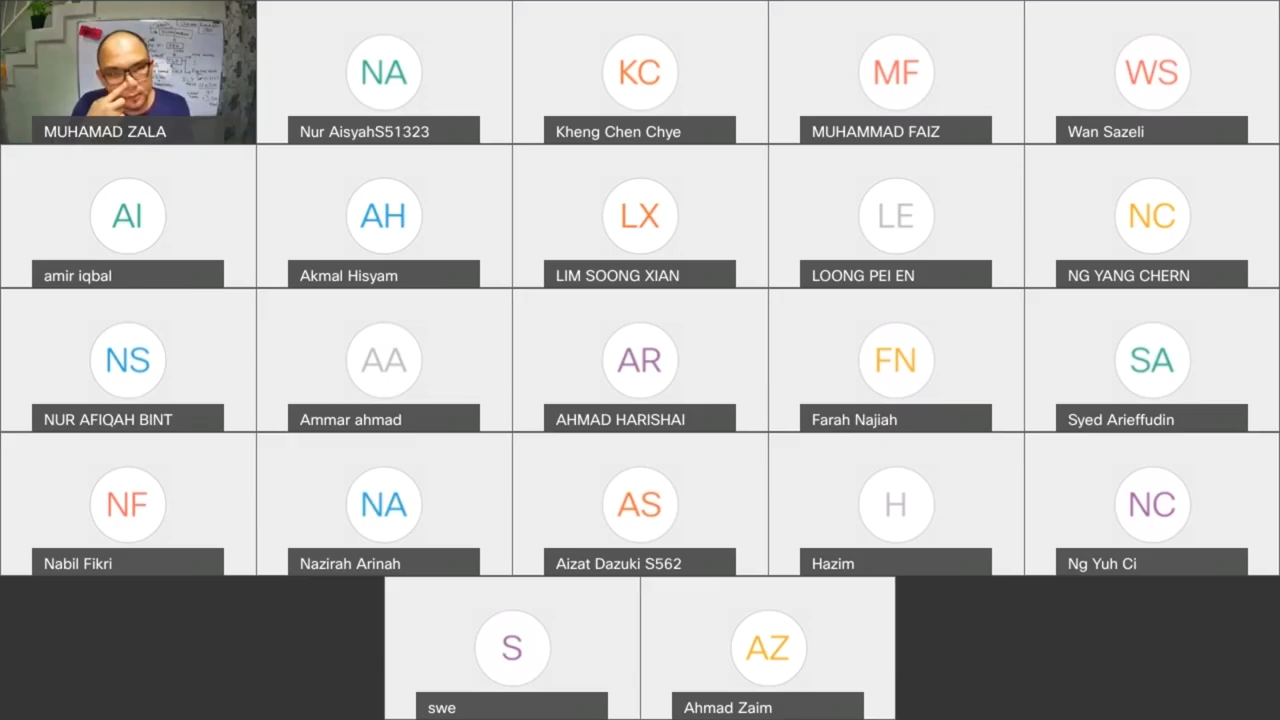 MUHAMAD ZALA
NA
Nur AisyahS51323
KC
Kheng Chen Chye
MF
MUHAMMAD FAIZ
WS
Wan Sazeli
AI
amir iqbal
AH
Akmal Hisyam
LX
LIM SOONG XIAN
LE
LOONG PEI EN
NC
NG YANG CHERN
NS
NUR AFIQAH BINT
AA
Ammar ahmad
AR
AHMAD HARISHAI
FN
Farah Najiah
SA
Syed Arieffudin
NF
Nabil Fikri
NA
Nazirah Arinah
AS
Aizat Dazuki S562
H
Hazim
NC
Ng Yuh Ci
S
swe
AZ
Ahmad Zaim